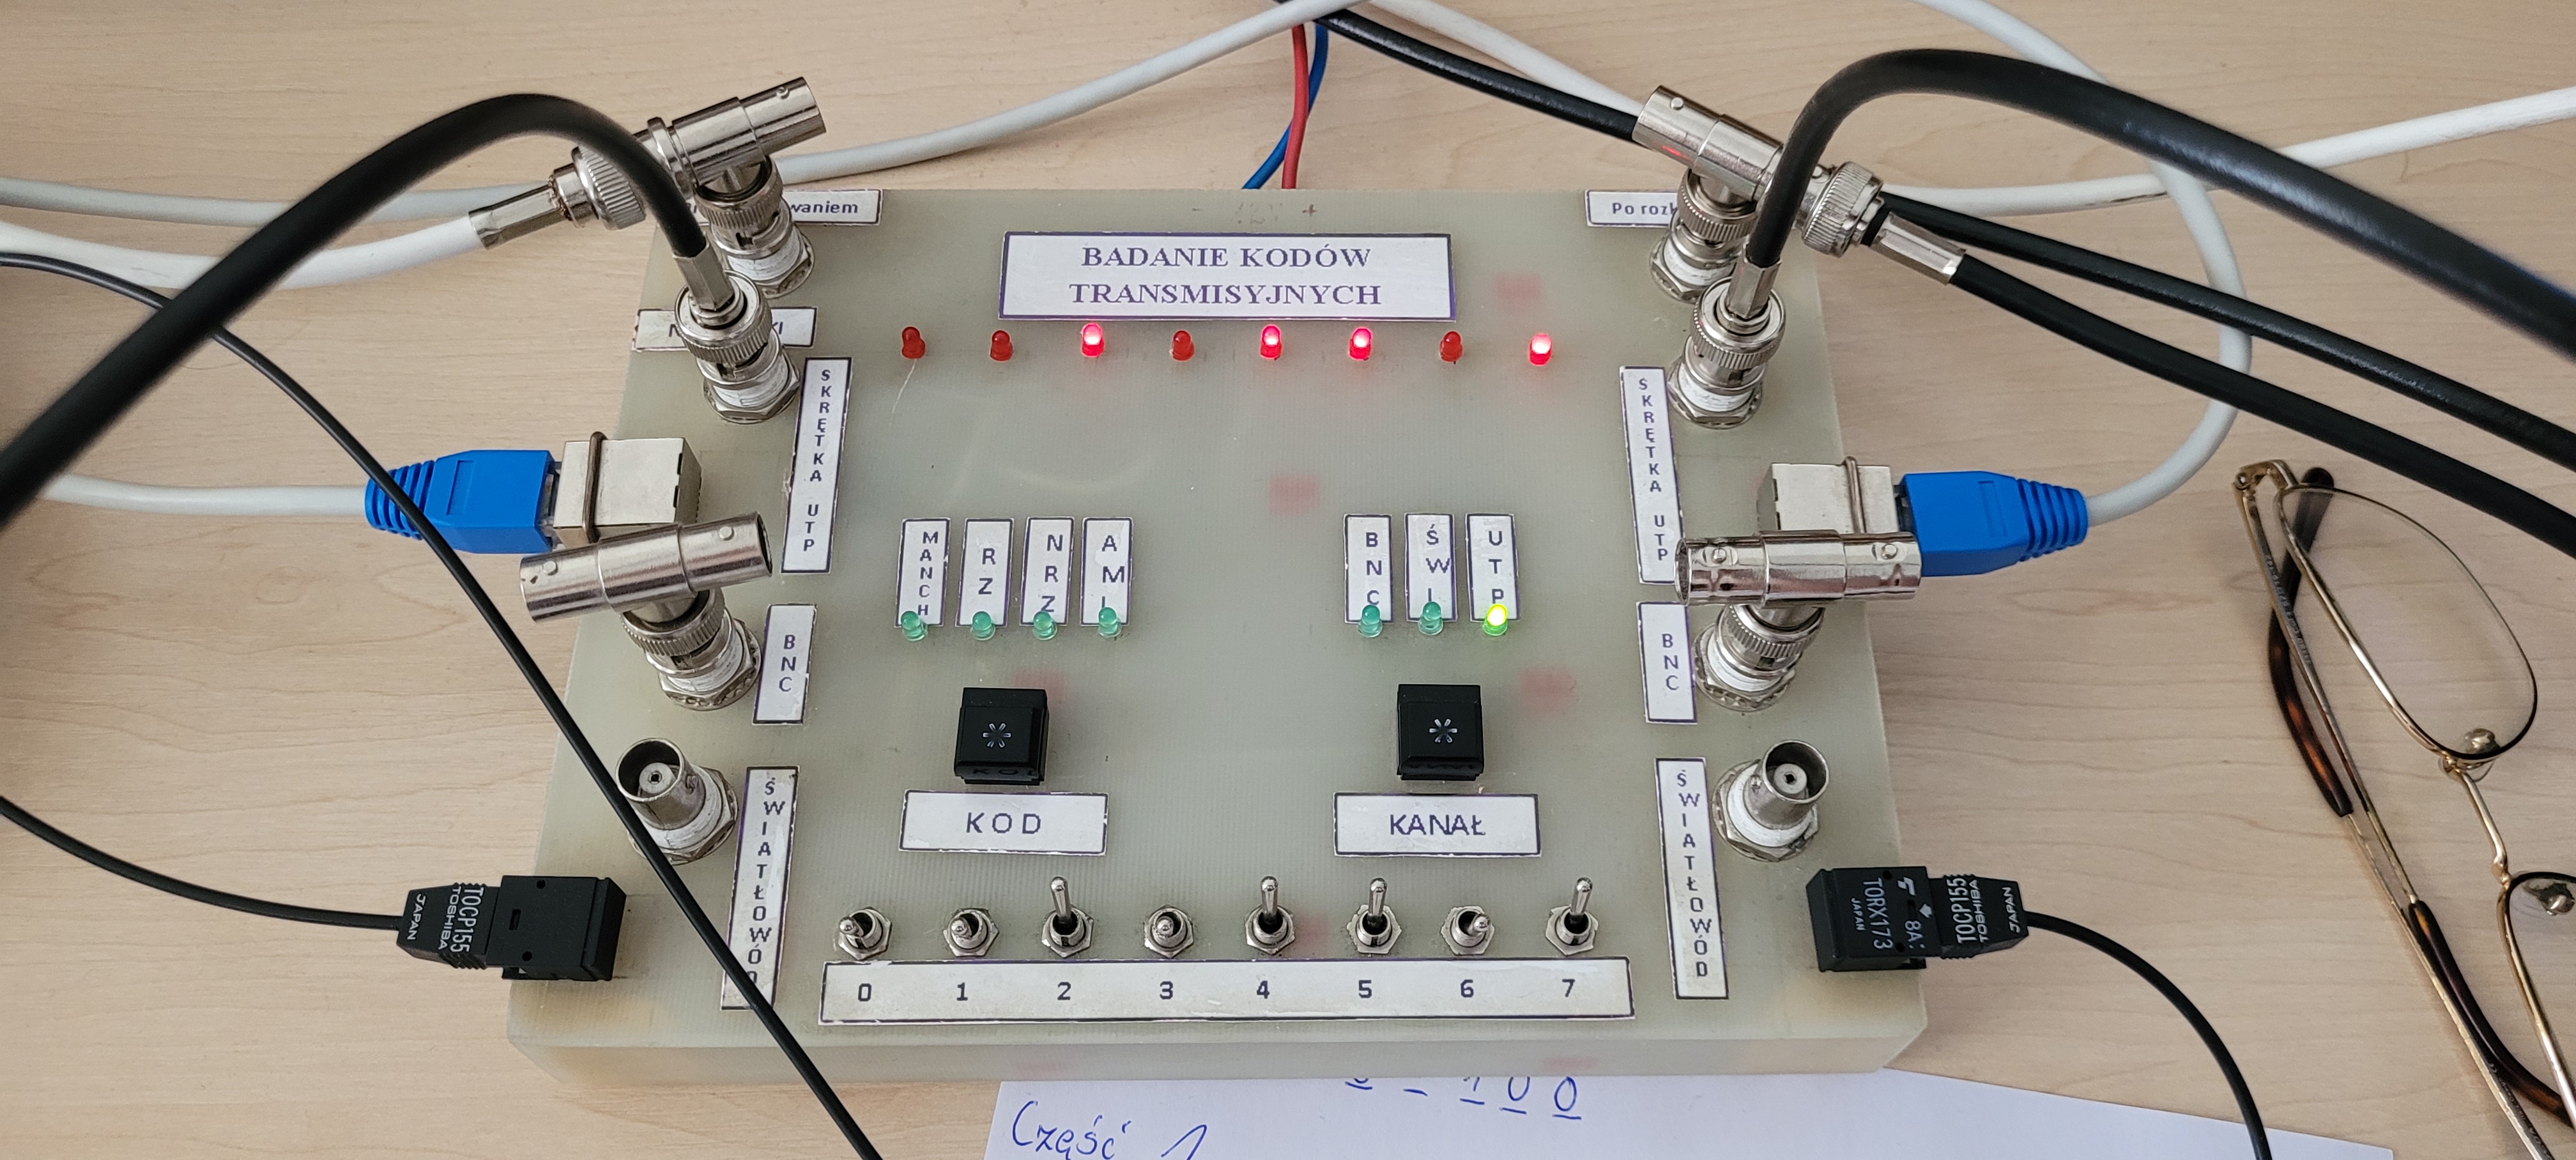 waniem
BADANIE KODÓW
TRANSMISYJNYCH
- 12V +
SKRĘTKA UTP
SKRĘTKA UTP
MANCH
RZ
NRZ
AMI
BNC
ŚWI
UTP
BNC
BNC
KOD
KANAŁ
ŚWIATŁOWÓD
ŚWIATŁOWÓD
TOCP155
TOSHIBA
JAPAN
TORX173
JAPAN
TOCP155
TOSHIBA
JAPAN
0 1 2 3 4 5 6 7
100
Część 1